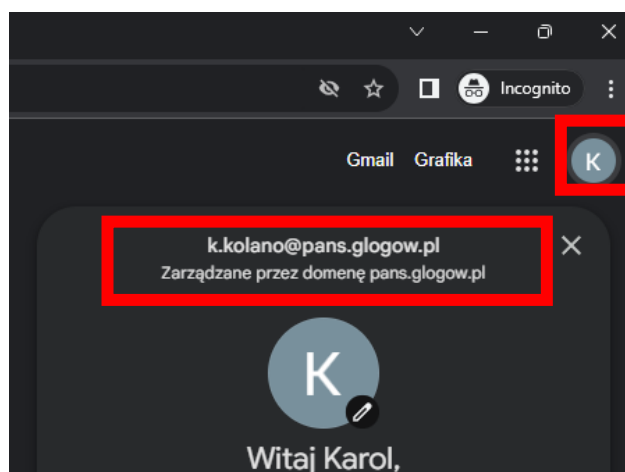 Incognito
Gmail Grafika
K
k.kolano@pans.glogow.pl
Zarządzane przez domenę pans.glogow.pl
K
Witaj Karol,